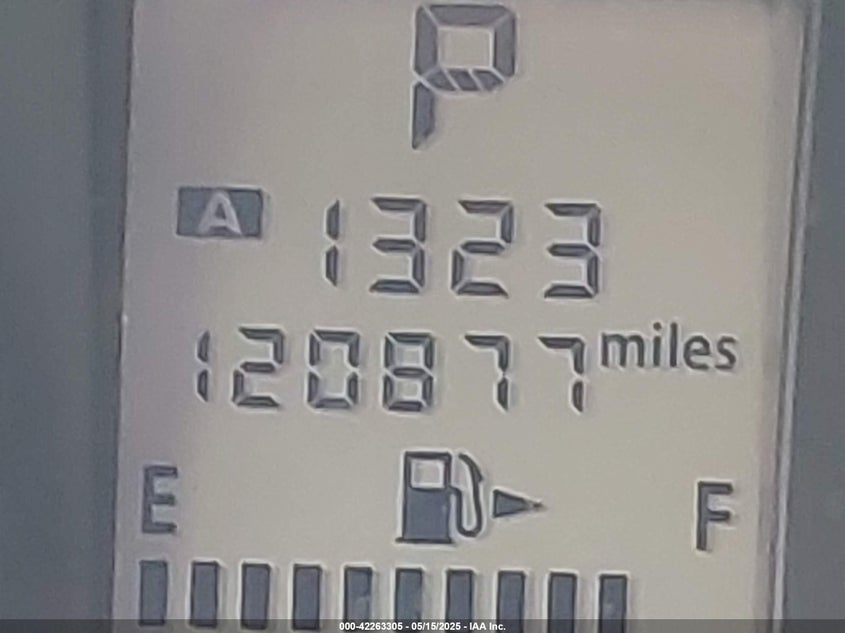 P
A 1323
120877 miles
E F
000-42263305 - 05/15/2025 - IAA Inc.